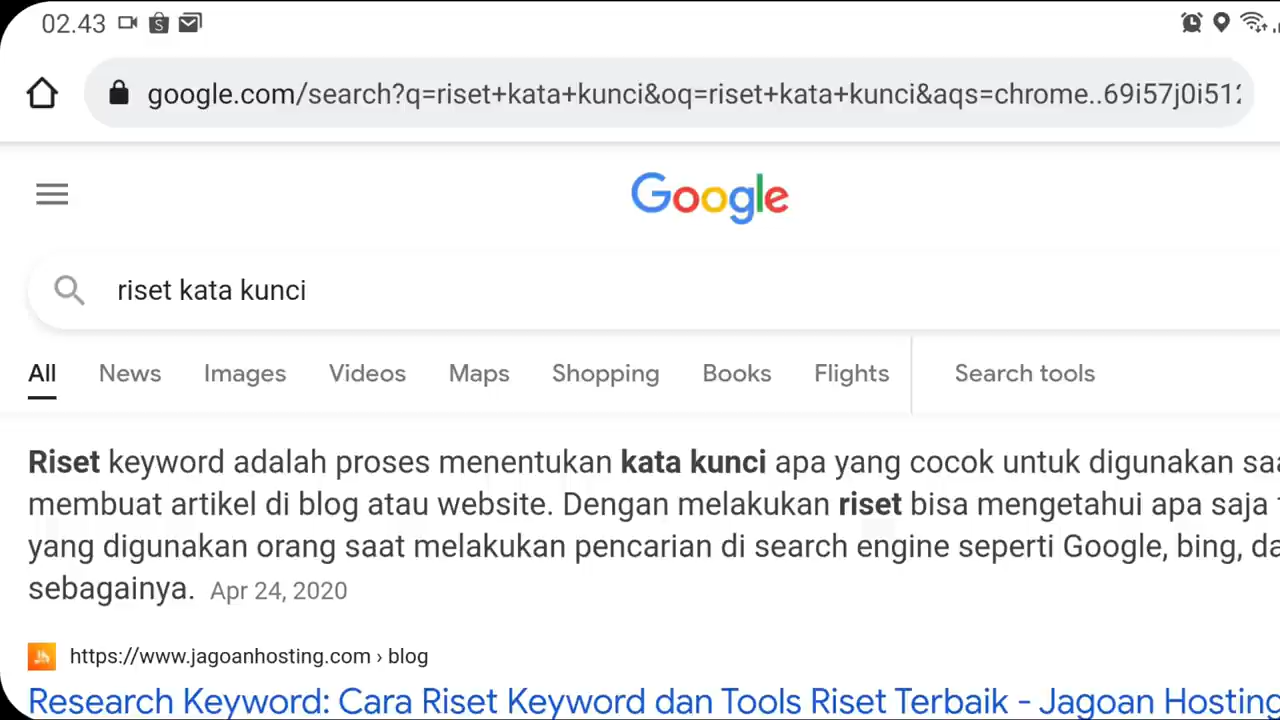 02.43
google.com/search?q=riset+kata+kunci&oq=riset+kata+kunci&aqs=chrome..69i57j0i512
Google
riset kata kunci
All News Images Videos Maps Shopping Books Flights Search tools
Riset keyword adalah proses menentukan kata kunci apa yang cocok untuk digunakan
membuat artikel di blog atau website. Dengan melakukan riset bisa mengetahui apa saja
yang digunakan orang saat melakukan pencarian di search engine seperti Google, bing,
sebagainya. Apr 24, 2020
https://www.jagoanhosting.com › blog
Research Keyword: Cara Riset Keyword dan Tools Riset Terbaik - Jagoan Hosting